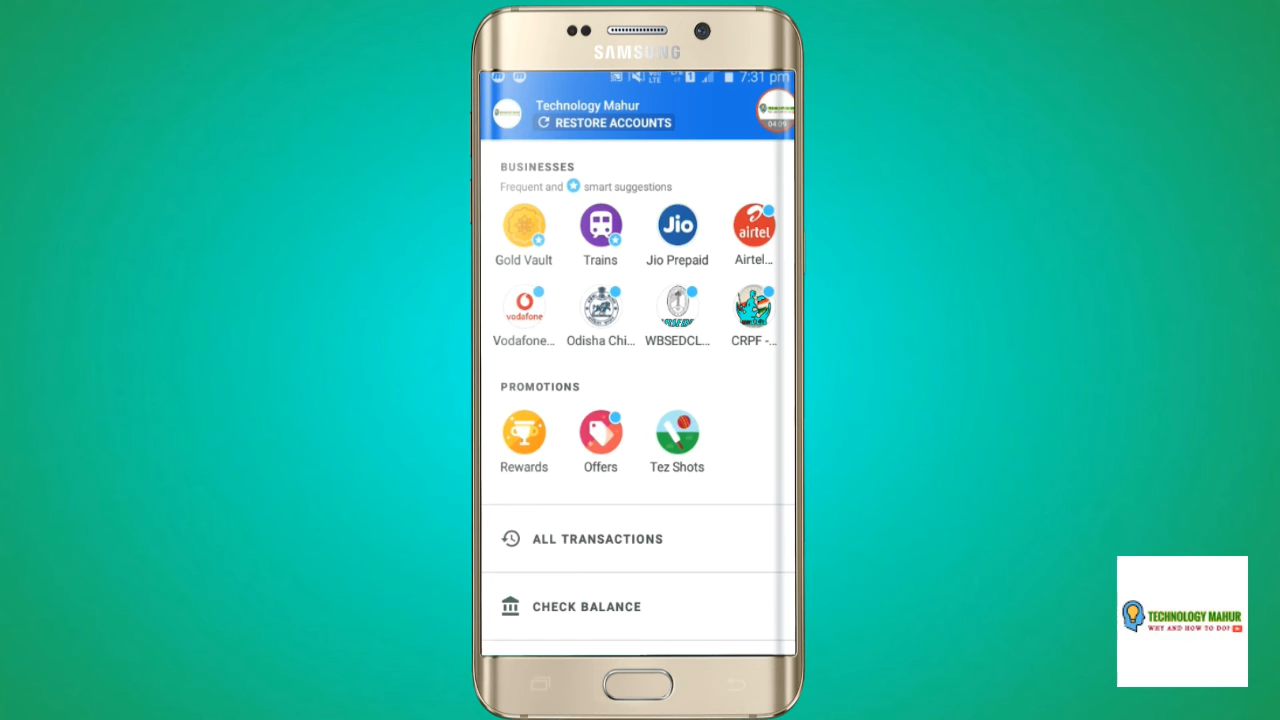 SAMSUNG
7:31 pm
Technology Mahur
RESTORE ACCOUNTS
04:09
BUSINESSES
Frequent and smart suggestions
Jio
airtel
Gold Vault
Trains
Jio Prepaid
Airtel...
vodafone
Vodafone...
Odisha Chi...
WBSEDCL...
CRPF -...
PROMOTIONS
Rewards
Offers
Tez Shots
ALL TRANSACTIONS
CHECK BALANCE
TECHNOLOGY MAHUR
WHY AND HOW TO DO?